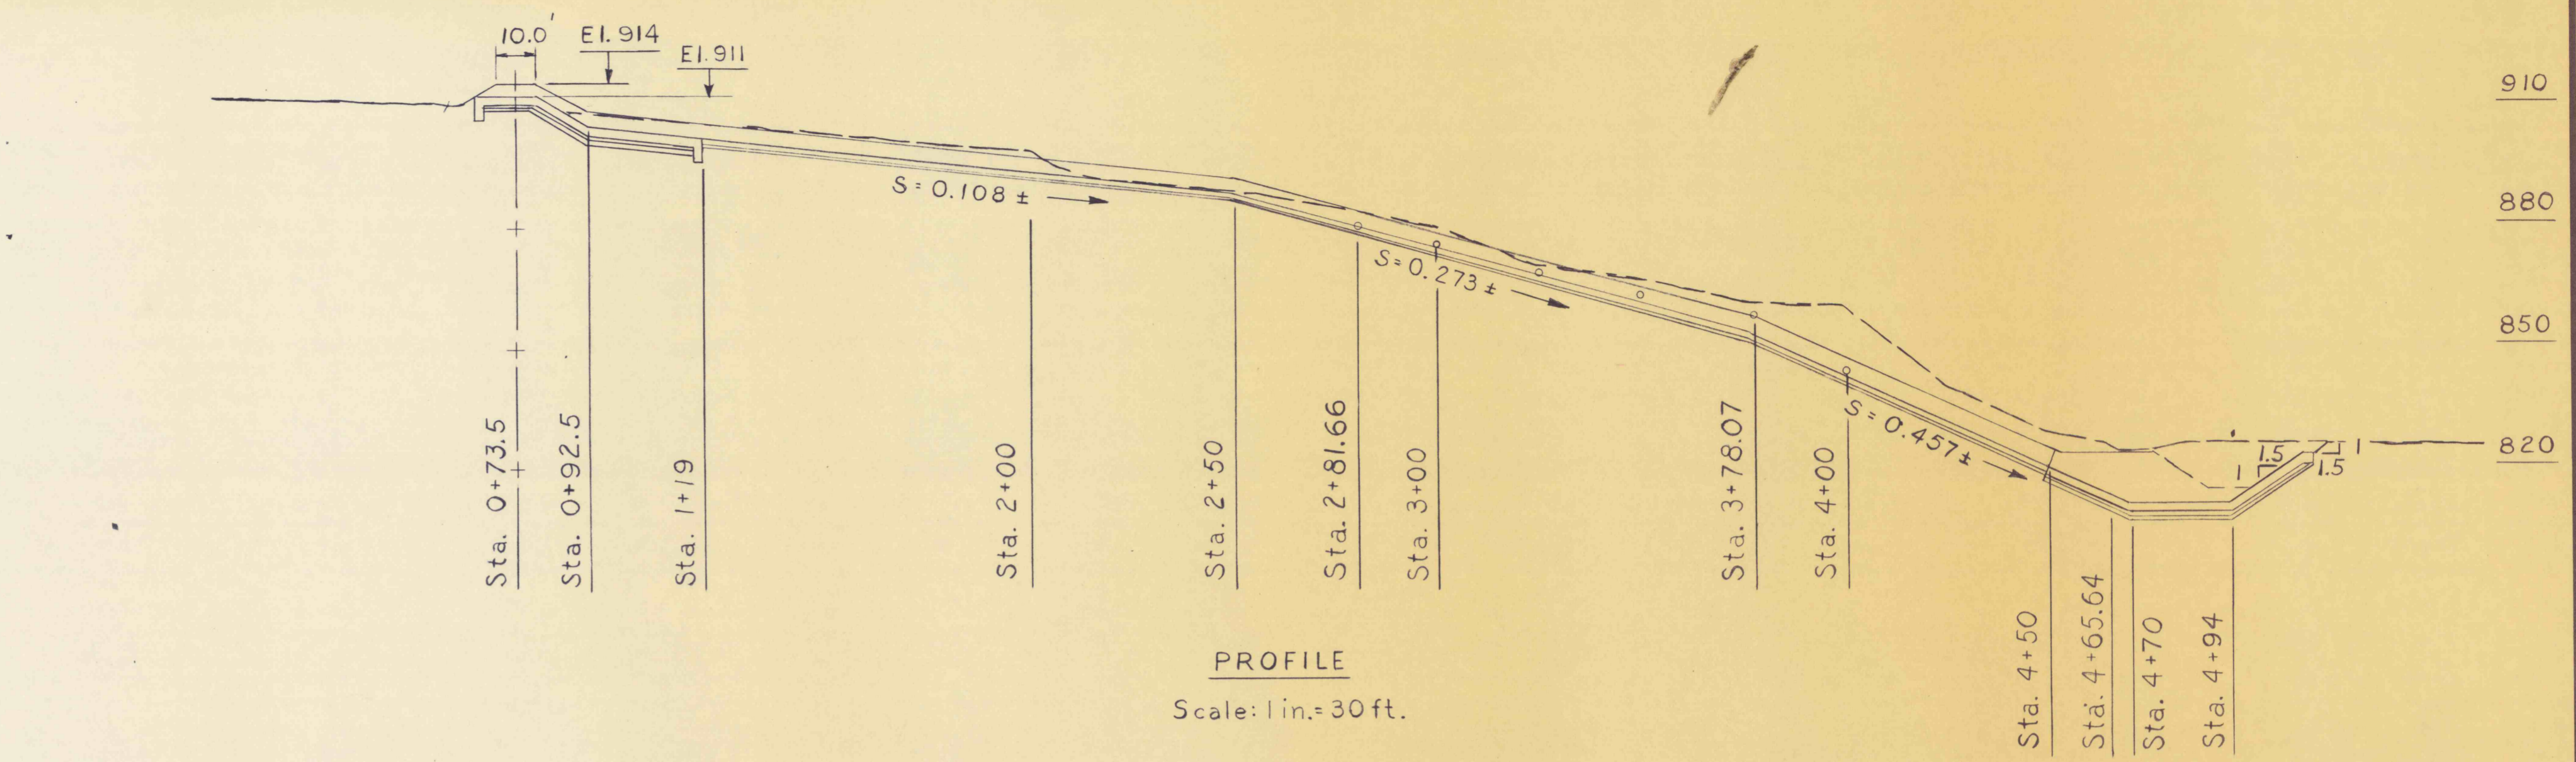 10.0'
El. 914
El. 911
910
880
850
820
S = 0.108 ±
S = 0.273 ±
S = 0.457 ±
1.5
1
1
1.5
Sta. 0+73.5
Sta. 0+92.5
Sta. 1+19
Sta. 2+00
Sta. 2+50
Sta. 2+81.66
Sta. 3+00
Sta. 3+78.07
Sta. 4+00
Sta. 4+50
Sta. 4+65.64
Sta. 4+70
Sta. 4+94
PROFILE
Scale: 1 in. = 30 ft.